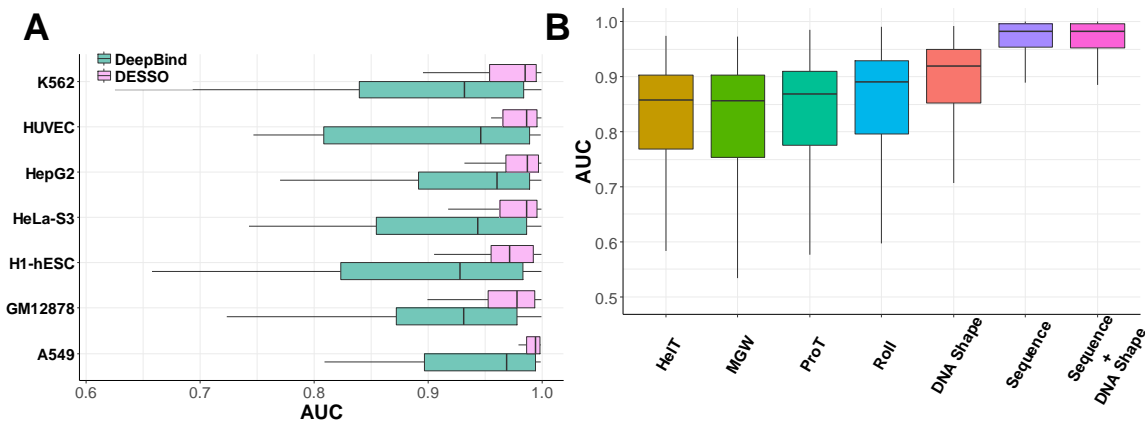 A
DeepBind
DESSO
K562
HUVEC
HepG2
HeLa-S3
H1-hESC
GM12878
A549
0.6 0.7 0.8 0.9 1.0
AUC
B
1.0
0.9
0.8
0.7
0.6
0.5
AUC
HelT
MGW
ProT
Roll
DNA Shape
Sequence
Sequence
+
DNA Shape